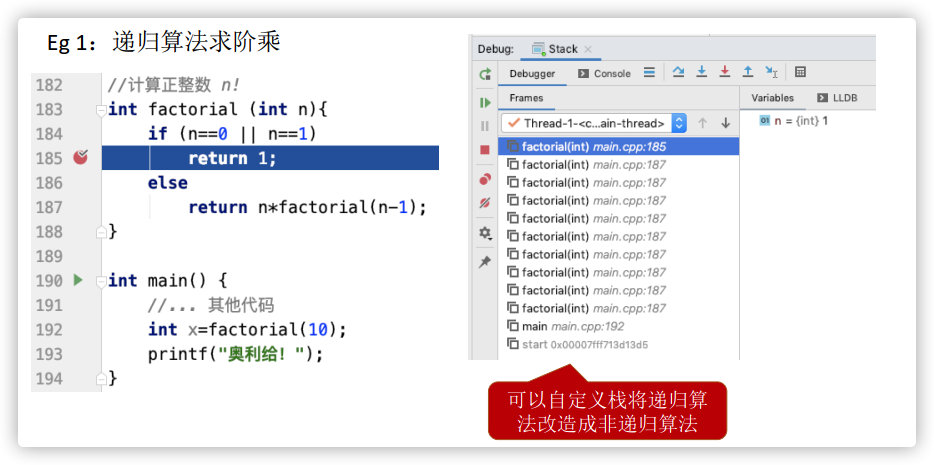 Eg 1：递归算法求阶乘
182 //计算正整数 n!
183 int factorial (int n){
184 if (n==0 || n==1)
185 return 1;
186 else
187 return n*factorial(n-1);
188 }
189
190 int main() {
191 //... 其他代码
192 int x=factorial(10);
193 printf("奥利给！");
194 }
Debug: Stack ×
Debugger Console
Frames
Thread-1-<c...ain-thread>
factorial(int) main.cpp:185
factorial(int) main.cpp:187
factorial(int) main.cpp:187
factorial(int) main.cpp:187
factorial(int) main.cpp:187
factorial(int) main.cpp:187
factorial(int) main.cpp:187
factorial(int) main.cpp:187
factorial(int) main.cpp:187
factorial(int) main.cpp:187
main main.cpp:192
start 0x00007fff713d13d5
Variables LLDB
01 n = {int} 1
可以自定义栈将递归算
法改造成非递归算法